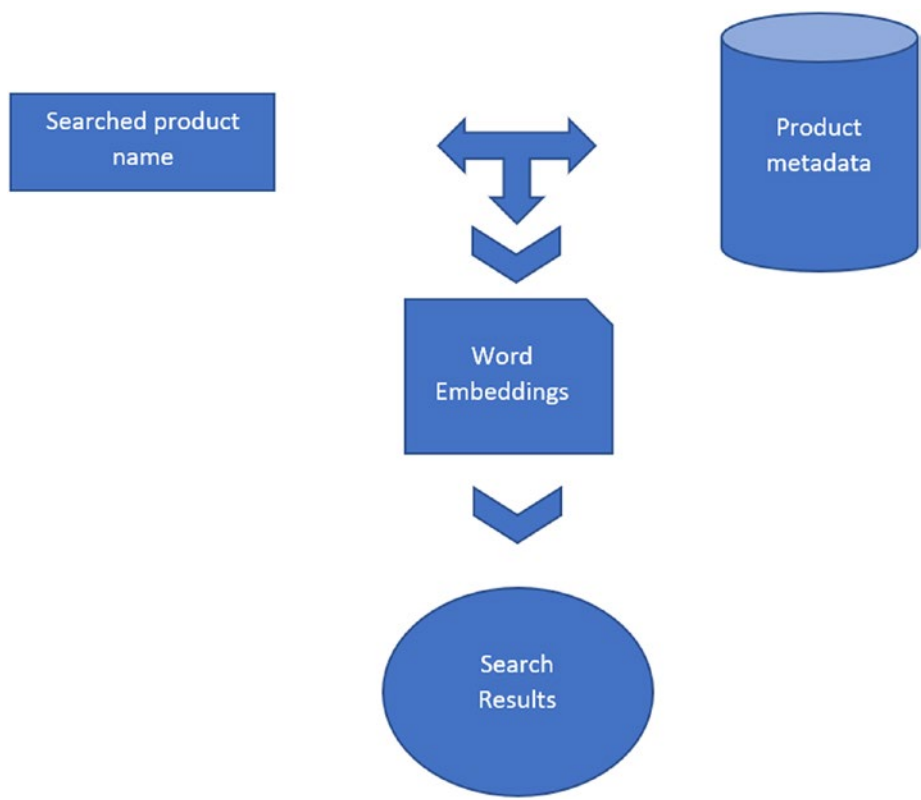 Searched product
name
Product
metadata
Word
Embeddings
Search
Results